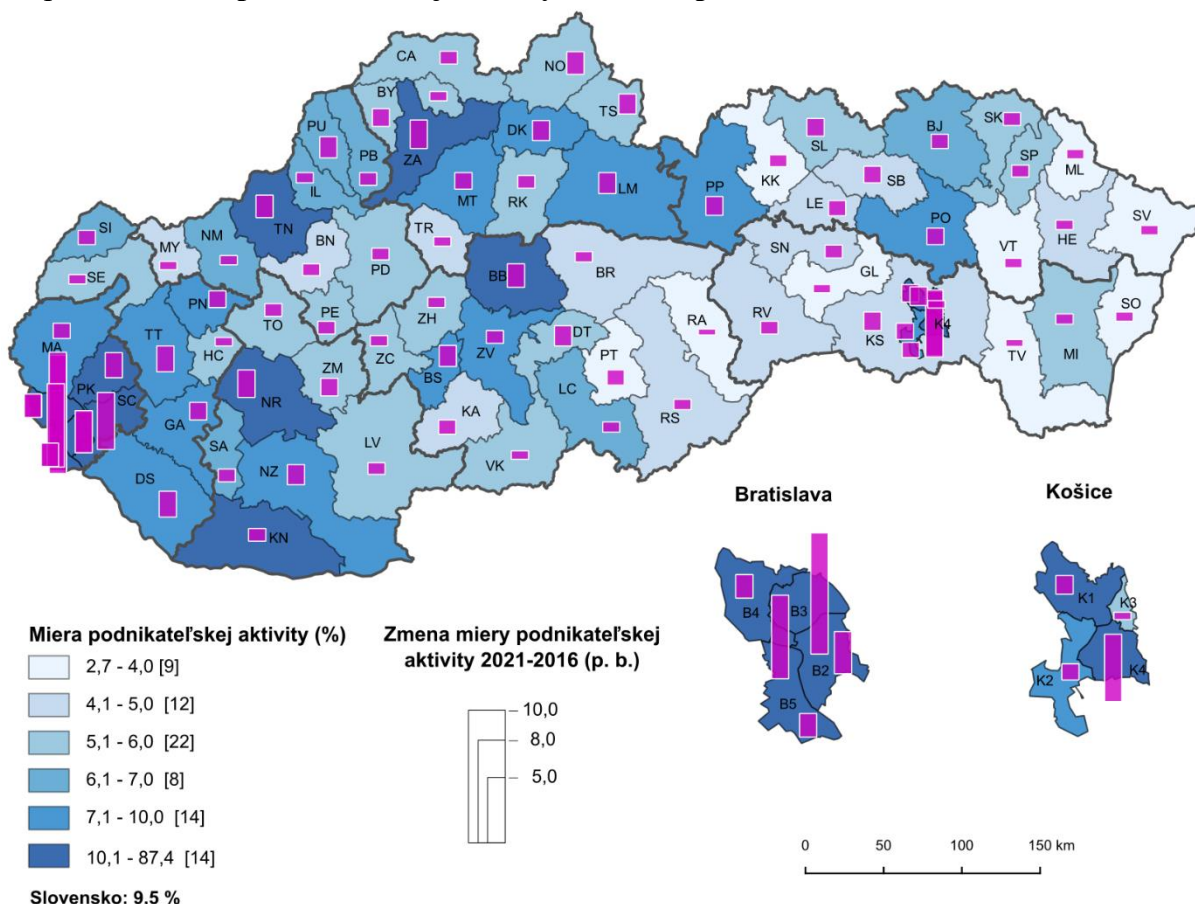 CA
NO
BY
TS
PU
PB
ZA
DK
IL
MT
RK
LM
PP
KK
SL
BJ
SK
SP
ML
SB
LE
SV
HE
PO
VT
SI
MY
NM
TN
BN
TR
SE
PD
BB
BR
SN
GL
SO
PN
TO
PE
ZH
RA
RV
KS
K4
MA
TT
HC
ZC
DT
PT
TV
MI
PK
SC
ZM
BS
ZV
LC
NR
KA
RS
GA
SA
LV
VK
DS
NZ
KN
Bratislava
Košice
B4
B3
B2
B5
K1
K3
K2
K4
Miera podnikateľskej aktivity (%)
2,7 - 4,0 [9]
4,1 - 5,0 [12]
5,1 - 6,0 [22]
6,1 - 7,0 [8]
7,1 - 10,0 [14]
10,1 - 87,4 [14]
Slovensko: 9,5 %
Zmena miery podnikateľskej
aktivity 2021-2016 (p. b.)
10,0
8,0
5,0
0 50 100 150 km